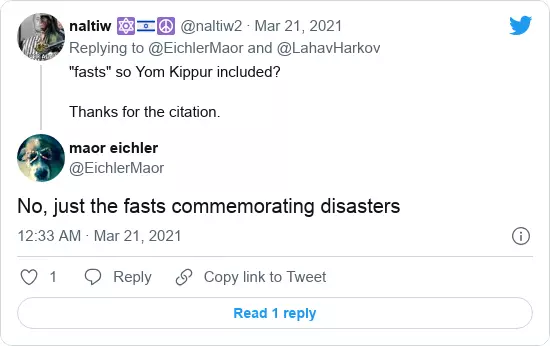 naltiw ✡️🇮🇱☮️ @naltiw2 · Mar 21, 2021
Replying to @EichlerMaor and @LahavHarkov
"fasts" so Yom Kippur included?
Thanks for the citation.
maor eichler
@EichlerMaor
No, just the fasts commemorating disasters
12:33 AM · Mar 21, 2021
1 Reply Copy link to Tweet
Read 1 reply